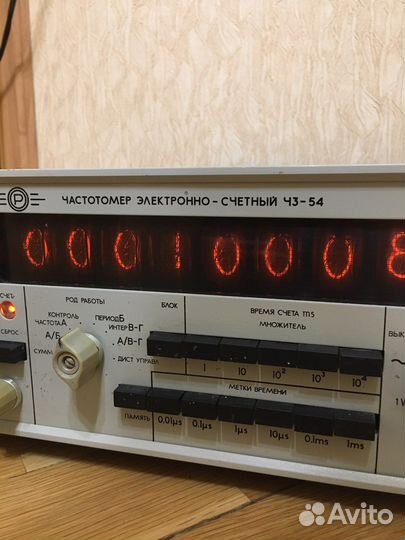 Р ЧАСТОТОМЕР ЭЛЕКТРОННО-СЧЕТНЫЙ Ч3-54
00010008
СЧЕТ
СБРОС
РОД РАБОТЫ
КОНТРОЛЬ
ЧАСТОТА А
А/Б
СУММ
ПЕРИОД Б
ИНТЕР В-Г
А/В-Г
ДИСТ УПРАВЛ
БЛОК
ВРЕМЯ СЧЕТА ms
МНОЖИТЕЛЬ
1 10 10² 10³ 10⁴
МЕТКИ ВРЕМЕНИ
ПАМЯТЬ 0.01µs 0.1µs 1µs 10µs 0.1ms 1ms
ВЫ
Avito